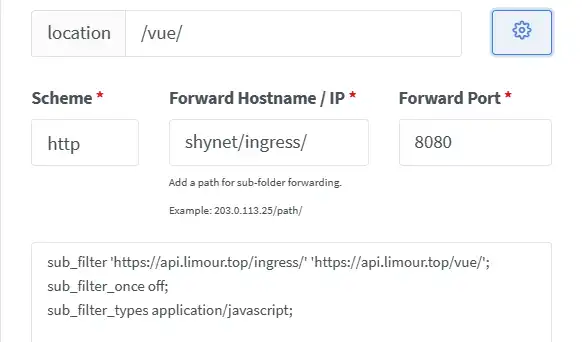 location /vue/
Scheme * Forward Hostname / IP * Forward Port *
http shynet/ingress/ 8080
Add a path for sub-folder forwarding.
Example: 203.0.113.25/path/
sub_filter 'https://api.limour.top/ingress/' 'https://api.limour.top/vue/';
sub_filter_once off;
sub_filter_types application/javascript;